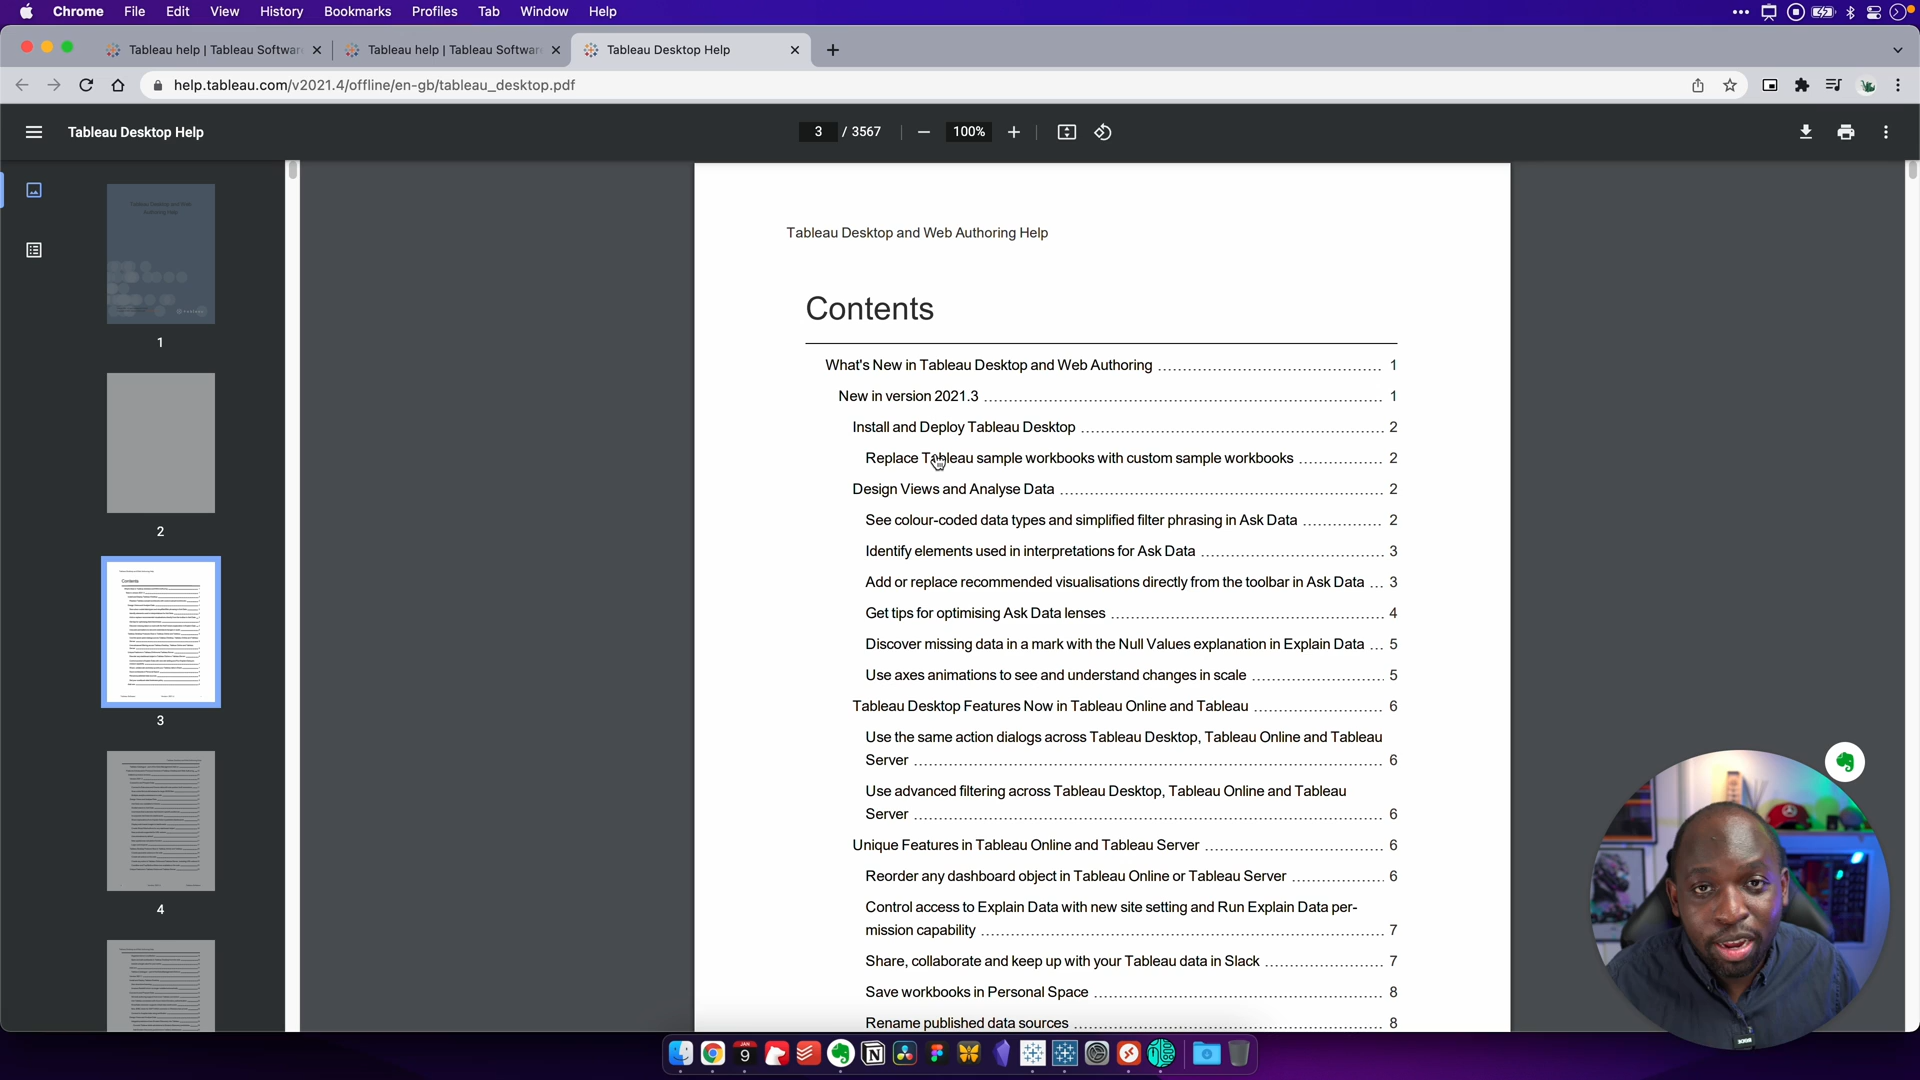 Chrome File Edit View History Bookmarks Profiles Tab Window Help
Tableau help | Tableau Softwar
Tableau help | Tableau Softwar
Tableau Desktop Help
help.tableau.com/v2021.4/offline/en-gb/tableau_desktop.pdf
Tableau Desktop Help
3 / 3567
100%
1
2
3
4
Tableau Desktop and Web Authoring Help
Contents
What's New in Tableau Desktop and Web Authoring 1
New in version 2021.3 1
Install and Deploy Tableau Desktop 2
Replace Tableau sample workbooks with custom sample workbooks 2
Design Views and Analyse Data 2
See colour-coded data types and simplified filter phrasing in Ask Data 2
Identify elements used in interpretations for Ask Data 3
Add or replace recommended visualisations directly from the toolbar in Ask Data ... 3
Get tips for optimising Ask Data lenses 4
Discover missing data in a mark with the Null Values explanation in Explain Data ... 5
Use axes animations to see and understand changes in scale 5
Tableau Desktop Features Now in Tableau Online and Tableau 6
Use the same action dialogs across Tableau Desktop, Tableau Online and Tableau
Server 6
Use advanced filtering across Tableau Desktop, Tableau Online and Tableau
Server 6
Unique Features in Tableau Online and Tableau Server 6
Reorder any dashboard object in Tableau Online or Tableau Server 6
Control access to Explain Data with new site setting and Run Explain Data per-
mission capability 7
Share, collaborate and keep up with your Tableau data in Slack 7
Save workbooks in Personal Space 8
Rename published data sources 8
JAN
9